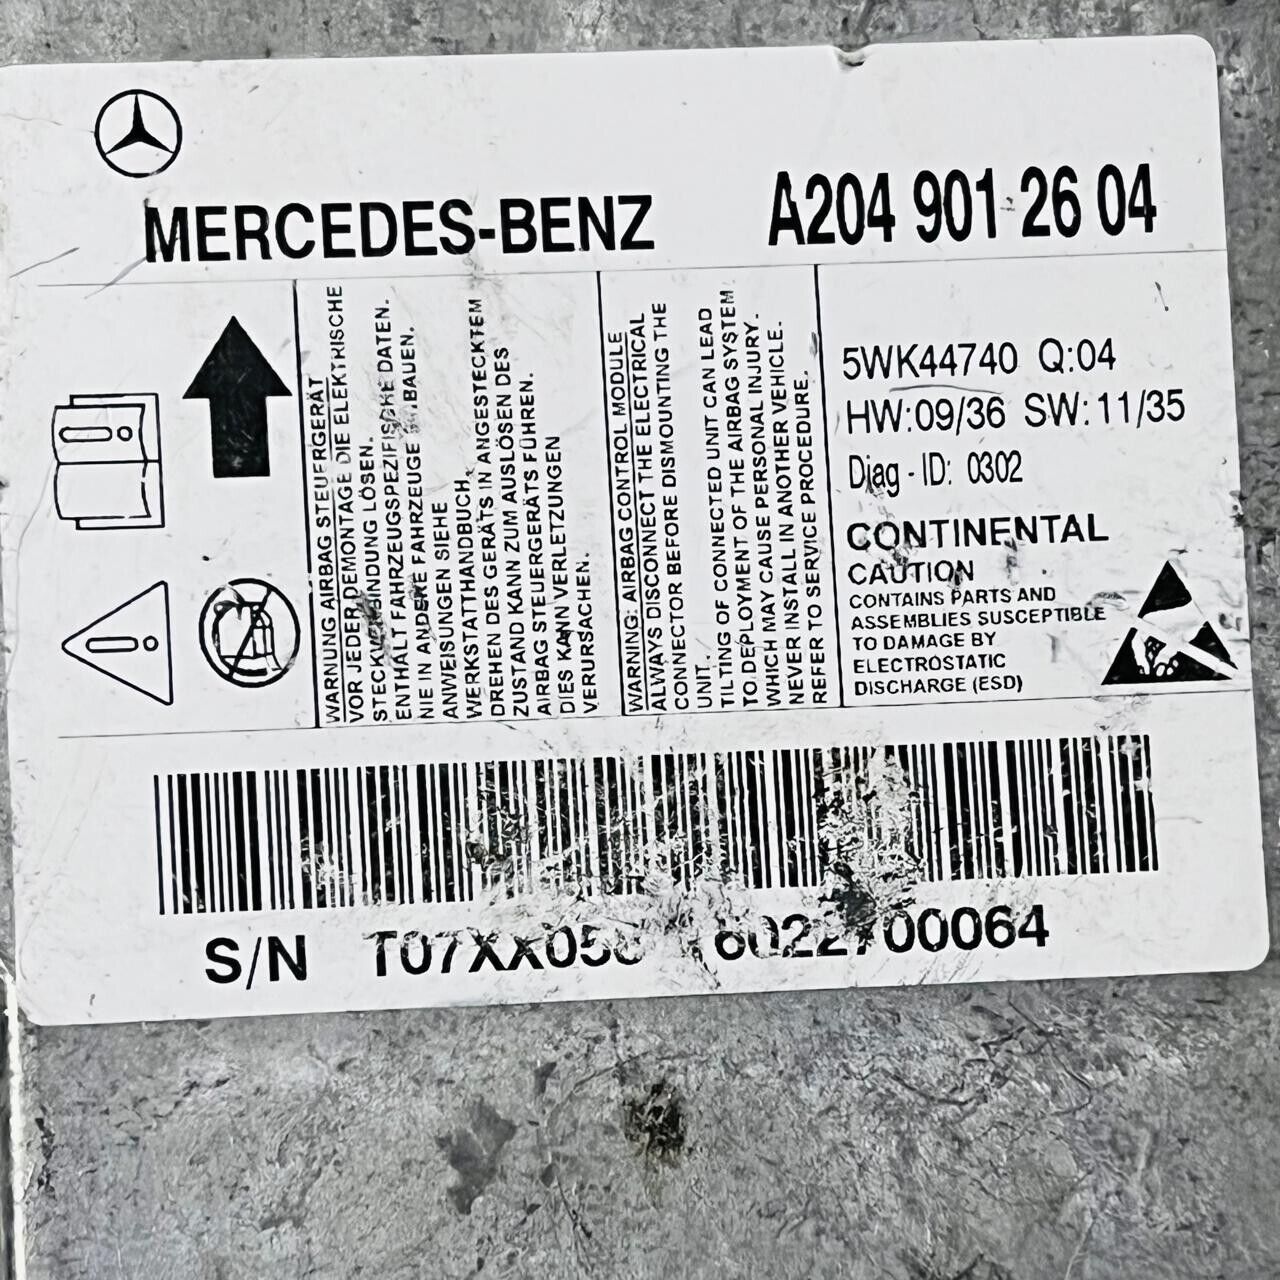 MERCEDES-BENZ
A204 901 26 04
WARNUNG AIRBAG STEUERGERÄT
VOR JEDER DEMONTAGE DIE ELEKTRISCHE
STECKVERBINDUNG LÖSEN.
ENTHÄLT FAHRZEUGSPEZIFISCHE DATEN.
NIE IN ANDERE FAHRZEUGE EINBAUEN.
ANWEISUNGEN SIEHE
WERKSTATTHANDBUCH.
DREHEN DES GERÄTS IN ANGESTECKTEM
ZUSTAND KANN ZUM AUSLÖSEN DES
AIRBAG STEUERGERÄTS FÜHREN.
DIES KANN VERLETZUNGEN
VERURSACHEN.
WARNING: AIRBAG CONTROL MODULE
ALWAYS DISCONNECT THE ELECTRICAL
CONNECTOR BEFORE DISMOUNTING THE
UNIT.
TILTING OF CONNECTED UNIT CAN LEAD
TO DEPLOYMENT OF THE AIRBAG SYSTEM
WHICH MAY CAUSE PERSONAL INJURY.
NEVER INSTALL IN ANOTHER VEHICLE.
REFER TO SERVICE PROCEDURE.
5WK44740 Q:04
HW:09/36 SW:11/35
Diag - ID: 0302
CONTINENTAL
CAUTION
CONTAINS PARTS AND
ASSEMBLIES SUSCEPTIBLE
TO DAMAGE BY
ELECTROSTATIC
DISCHARGE (ESD)
S/N